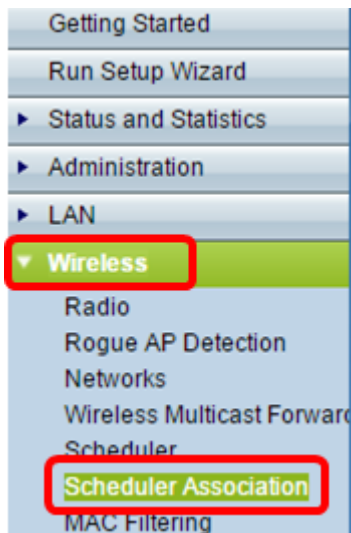 Getting Started
Run Setup Wizard
Status and Statistics
Administration
LAN
Wireless
Radio
Rogue AP Detection
Networks
Wireless Multicast Forward
Scheduler
Scheduler Association
MAC Filtering